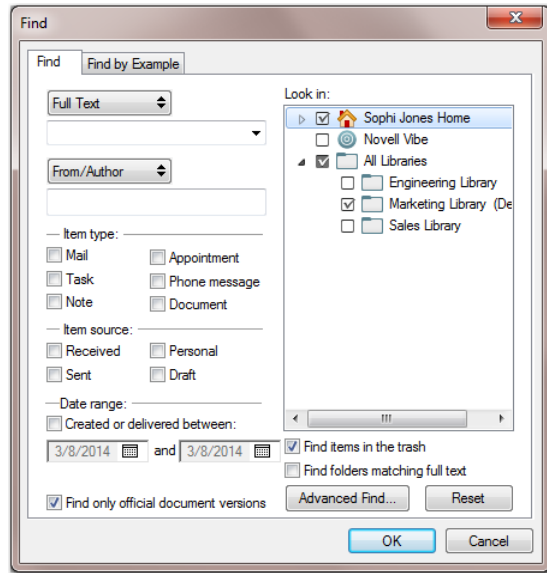 Find
Find
Find by Example
Full Text
From/Author
Item type:
Mail
Appointment
Task
Phone message
Note
Document
Item source:
Received
Personal
Sent
Draft
Date range:
Created or delivered between:
3/8/2014 and 3/8/2014
Find only official document versions
Look in:
Sophi Jones Home
Novell Vibe
All Libraries
Engineering Library
Marketing Library (De
Sales Library
Find items in the trash
Find folders matching full text
Advanced Find...
Reset
OK
Cancel